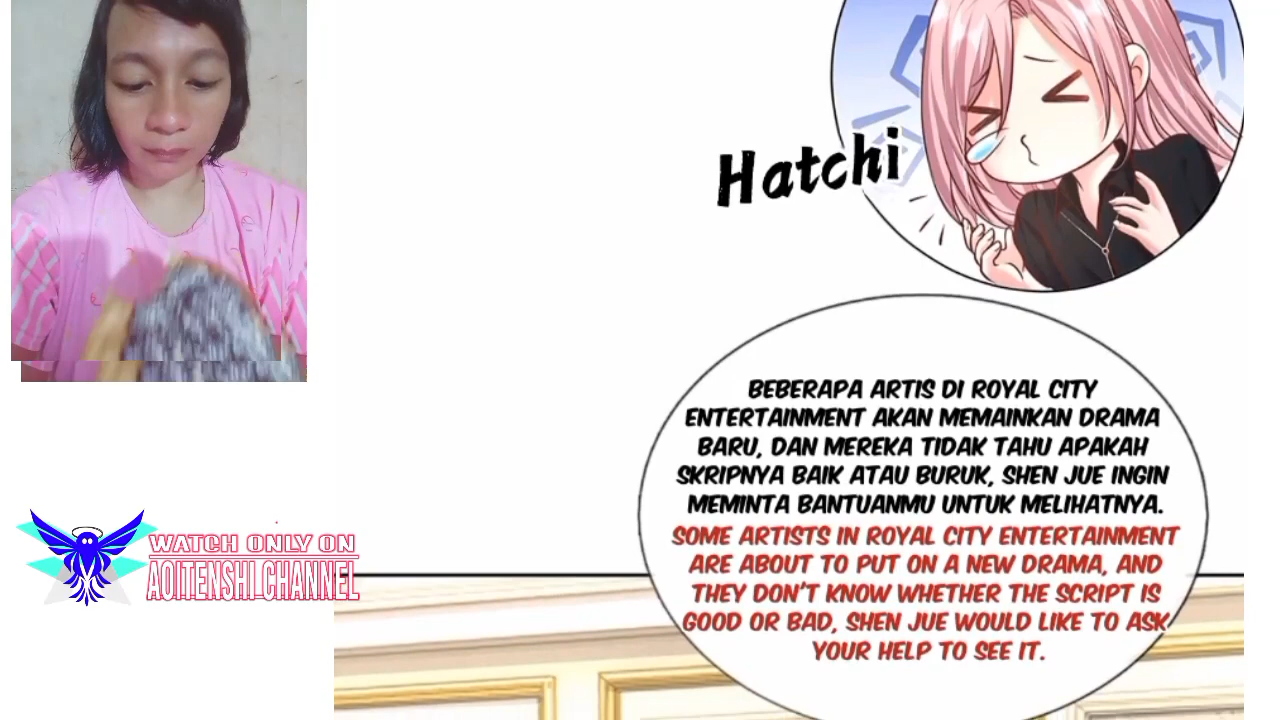 Hatchi
BEBERAPA ARTIS DI ROYAL CITY
ENTERTAINMENT AKAN MEMAINKAN DRAMA
BARU, DAN MEREKA TIDAK TAHU APAKAH
SKRIPNYA BAIK ATAU BURUK, SHEN JUE INGIN
MEMINTA BANTUANMU UNTUK MELIHATNYA.
SOME ARTISTS IN ROYAL CITY ENTERTAINMENT
ARE ABOUT TO PUT ON A NEW DRAMA, AND
THEY DON'T KNOW WHETHER THE SCRIPT IS
GOOD OR BAD, SHEN JUE WOULD LIKE TO ASK
YOUR HELP TO SEE IT.
WATCH ONLY ON
AOITENSHI CHANNEL